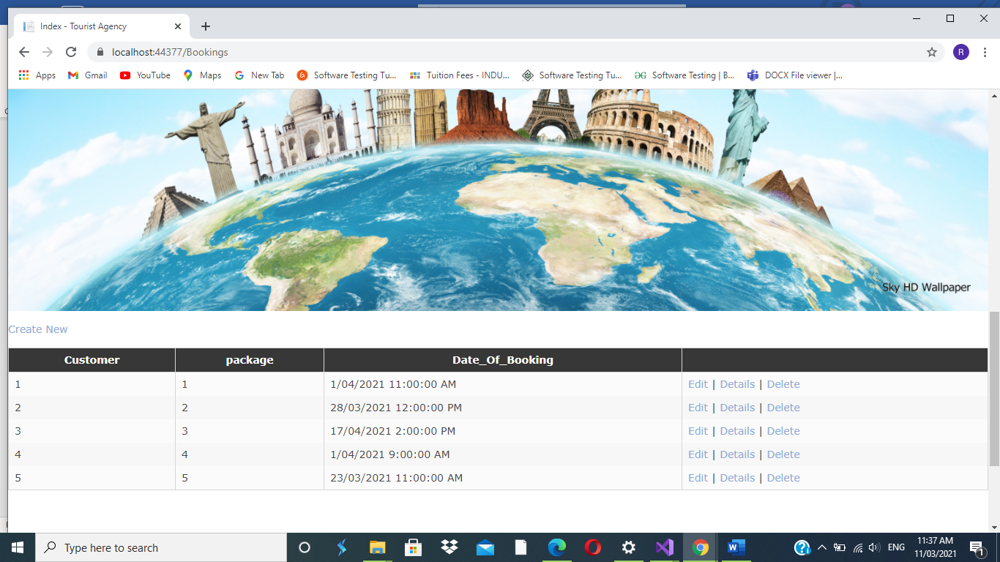 Index - Tourist Agency
localhost:44377/Bookings
R
Apps Gmail YouTube Maps New Tab Software Testing Tu... Tuition Fees - INDU... Software Testing Tu... Software Testing | B... DOCX File viewer |...
Sky HD Wallpaper
Create New
Customer package Date_Of_Booking
1 1 1/04/2021 11:00:00 AM Edit | Details | Delete
2 2 28/03/2021 12:00:00 PM Edit | Details | Delete
3 3 17/04/2021 2:00:00 PM Edit | Details | Delete
4 4 1/04/2021 9:00:00 AM Edit | Details | Delete
5 5 23/03/2021 11:00:00 AM Edit | Details | Delete
Type here to search
ENG
11:37 AM
11/03/2021
1